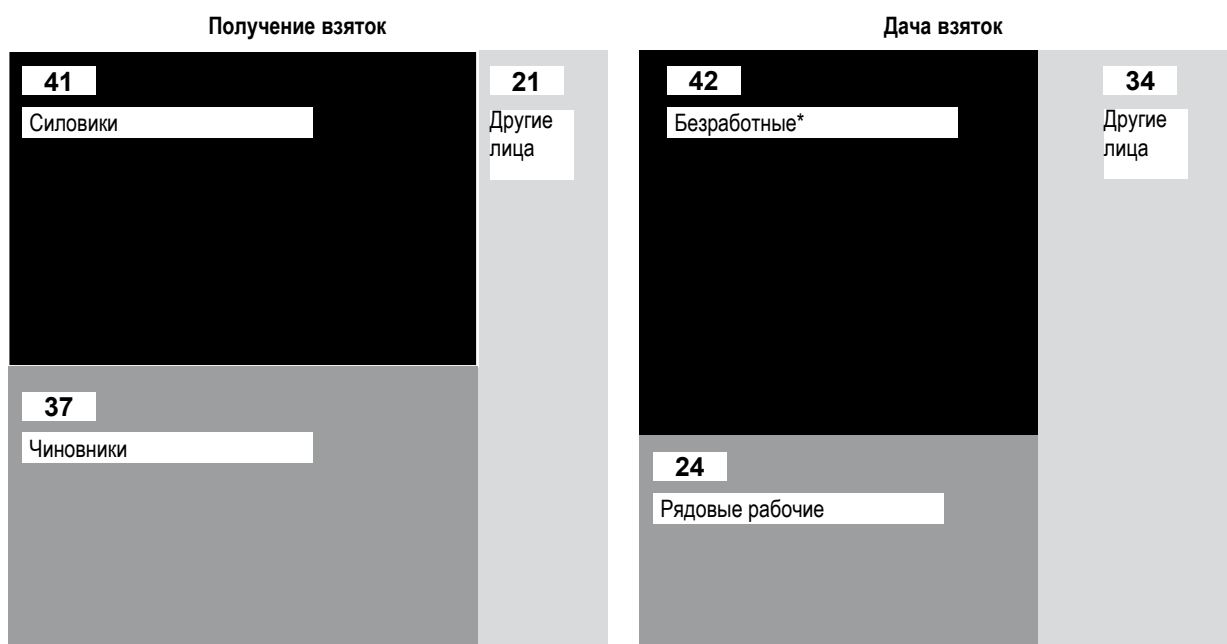 Получение взяток
41
Силовики
21
Другие
лица
37
Чиновники
Дача взяток
42
Безработные*
34
Другие
лица
24
Рядовые рабочие